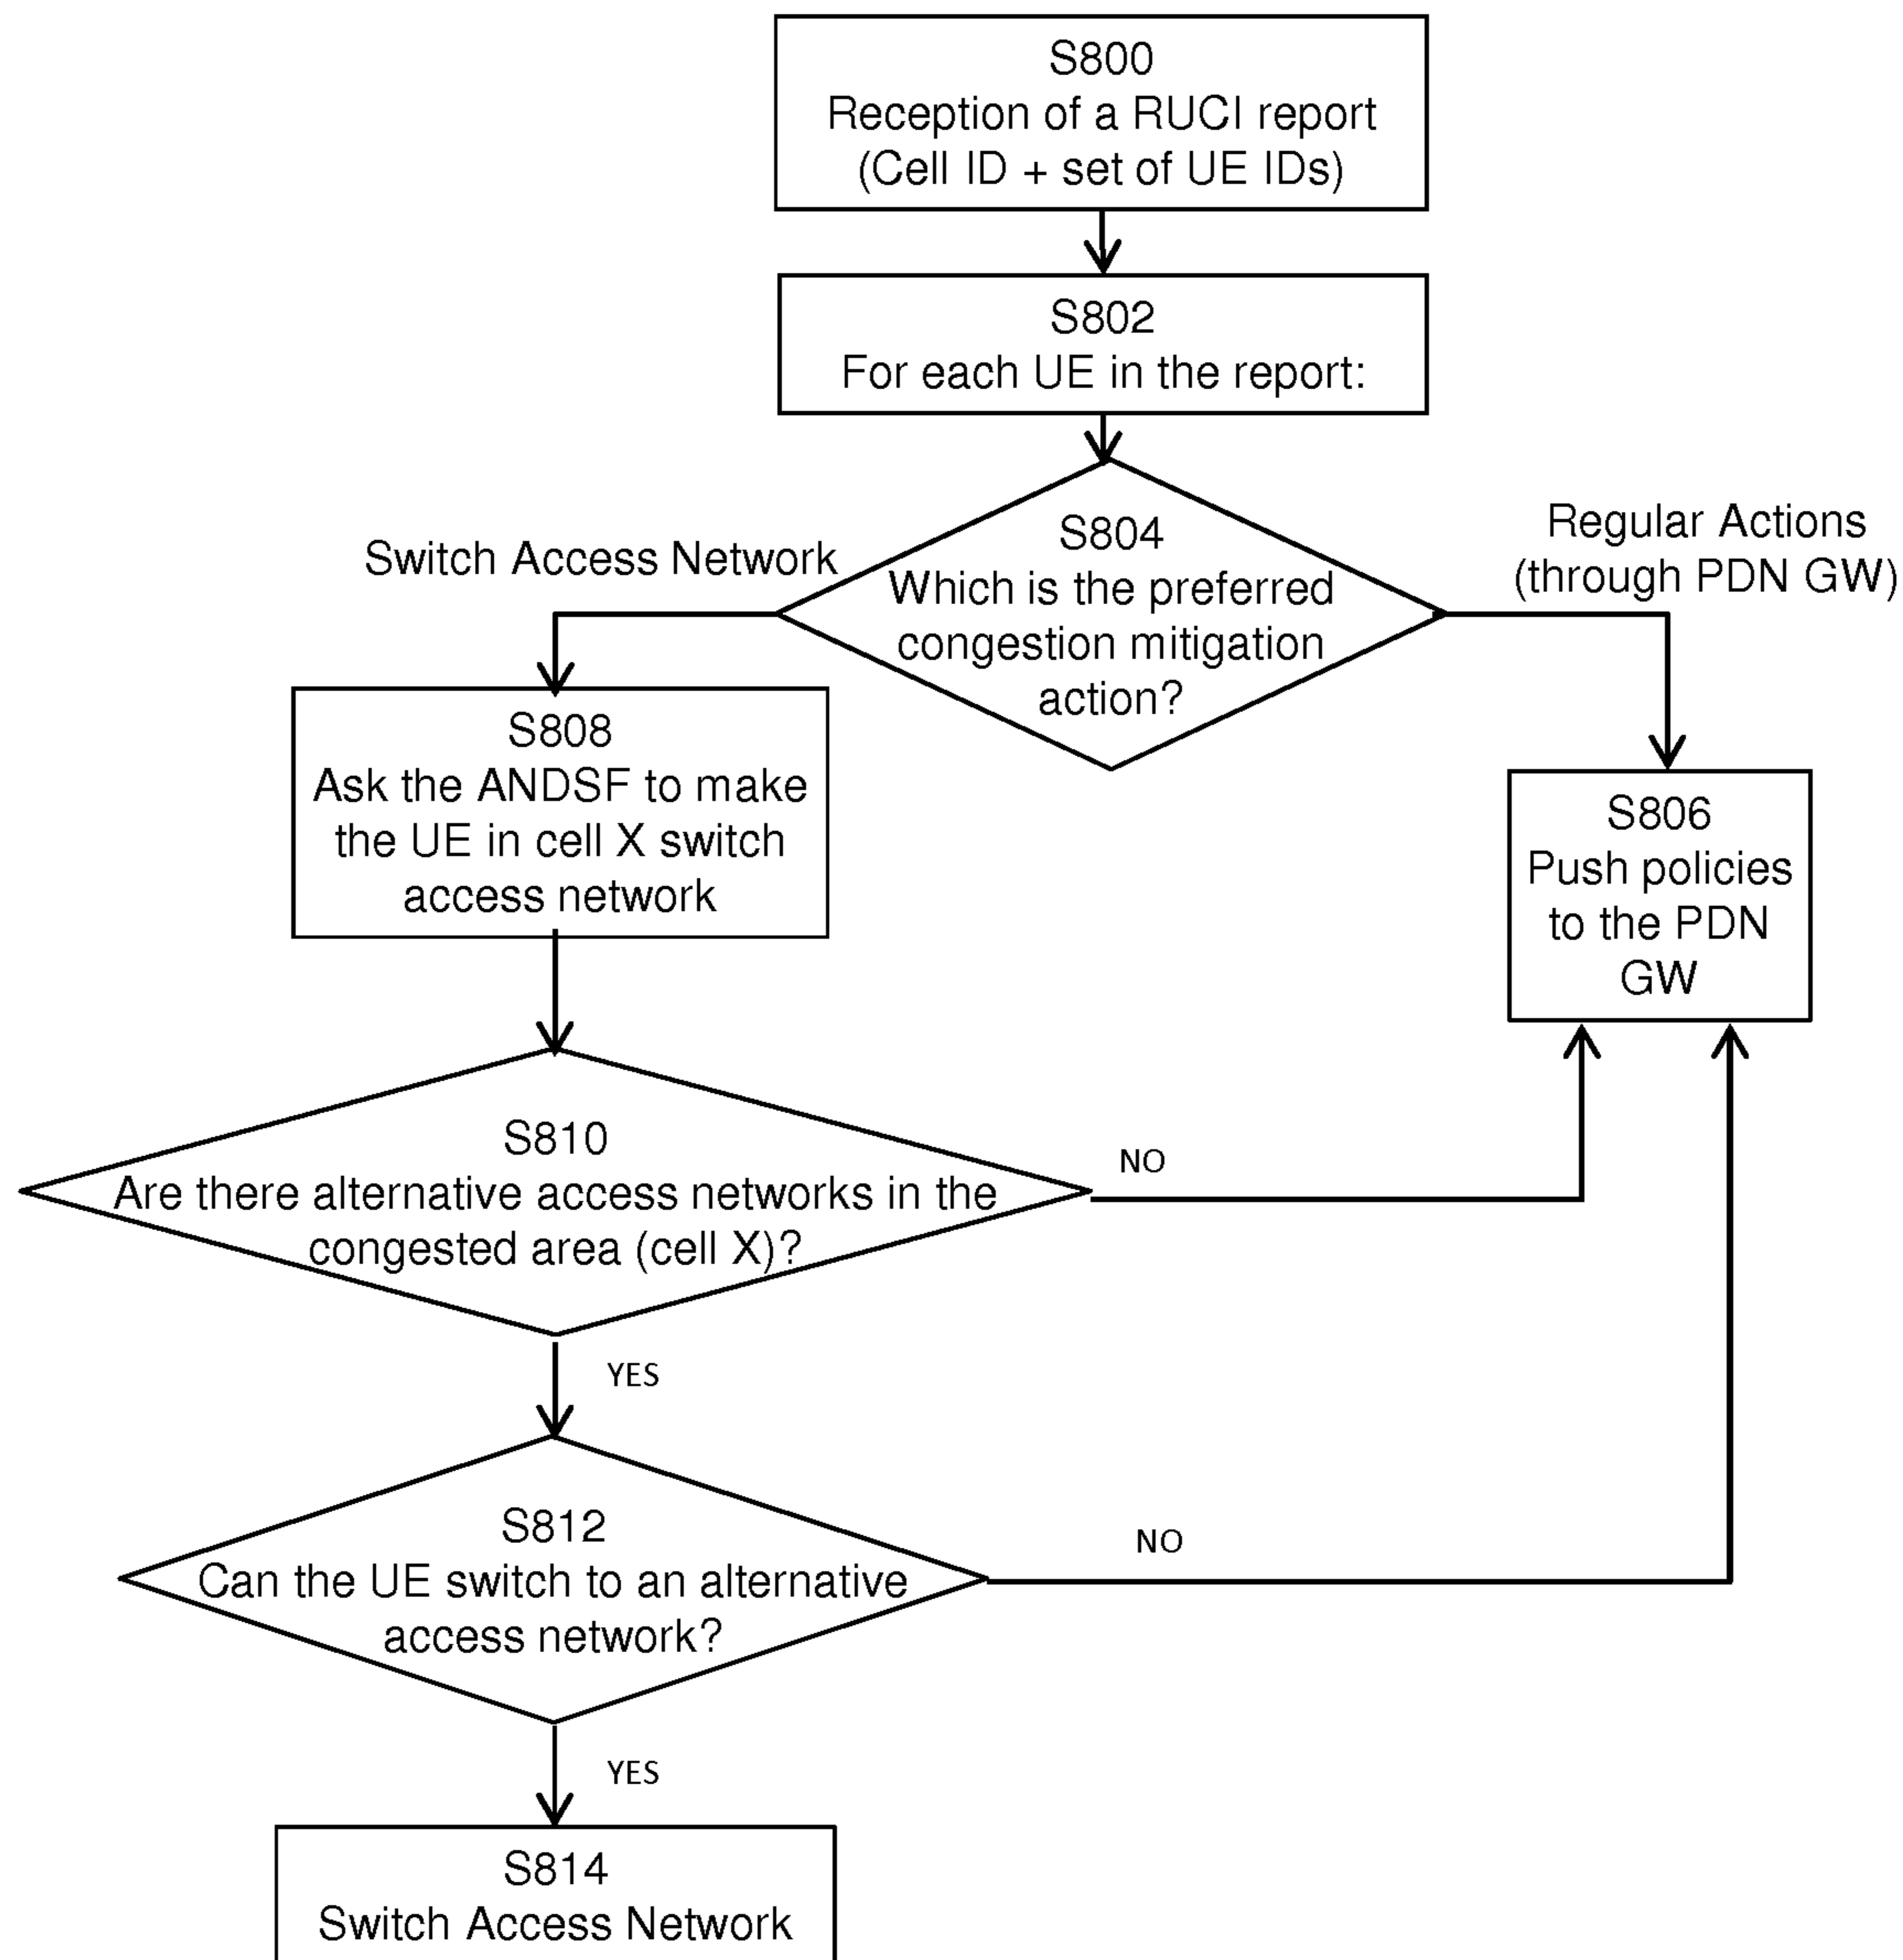 S800
Reception of a RUCI report
(Cell ID + set of UE IDs)
S802
For each UE in the report:
S804
Which is the preferred
congestion mitigation
action?
Switch Access Network
Regular Actions
(through PDN GW)
S808
Ask the ANDSF to make
the UE in cell X switch
access network
S806
Push policies
to the PDN
GW
S810
Are there alternative access networks in the
congested area (cell X)?
NO
YES
S812
Can the UE switch to an alternative
access network?
NO
YES
S814
Switch Access Network